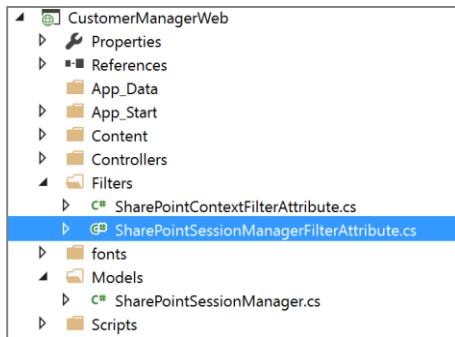 CustomerManagerWeb
Properties
References
App_Data
App_Start
Content
Controllers
Filters
C# SharePointContextFilterAttribute.cs
C# SharePointSessionManagerFilterAttribute.cs
fonts
Models
C# SharePointSessionManager.cs
Scripts